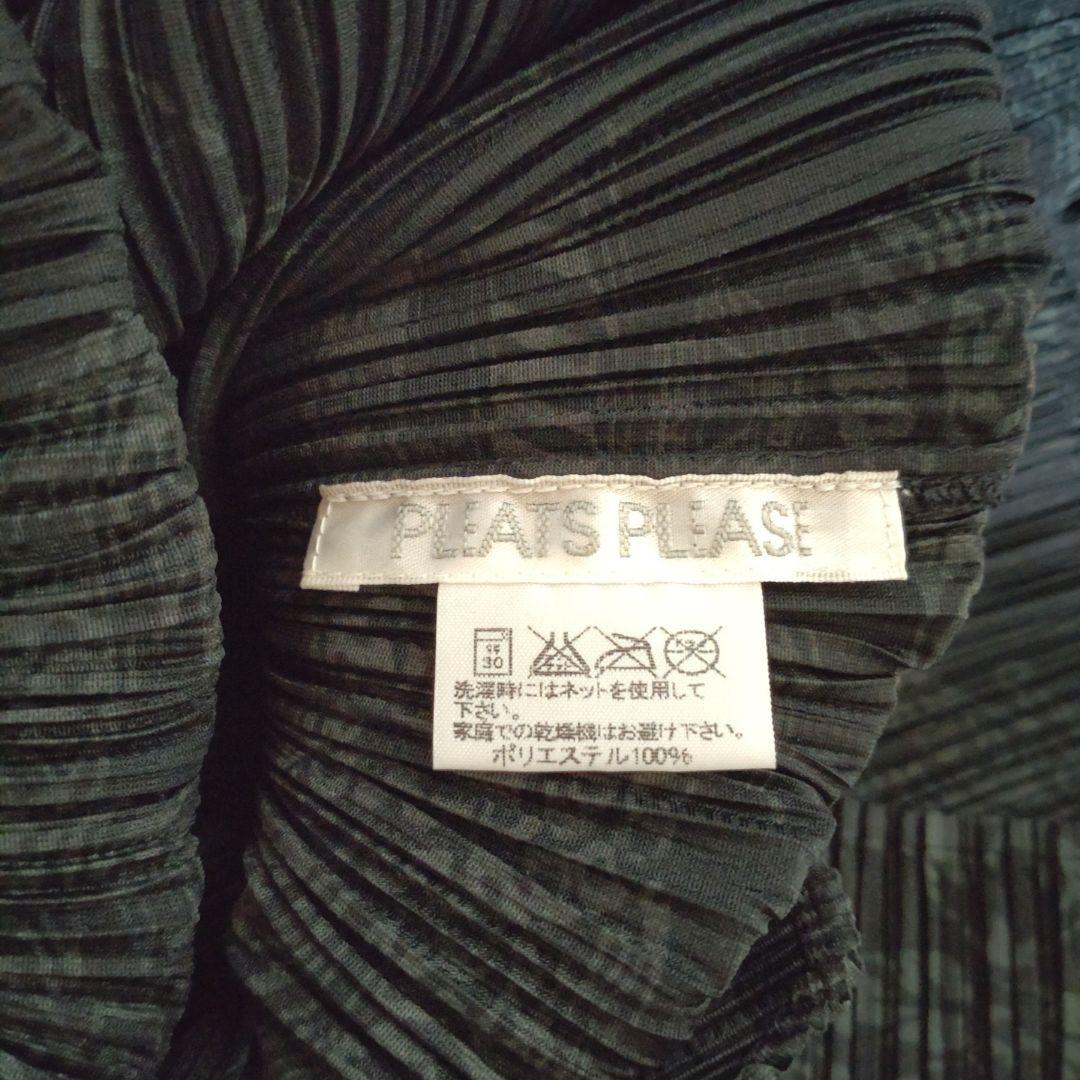 PLEATS PLEASE
30
洗濯時にはネットを使用して
下さい。
家庭での乾燥機はお避け下さい。
ポリエステル100%